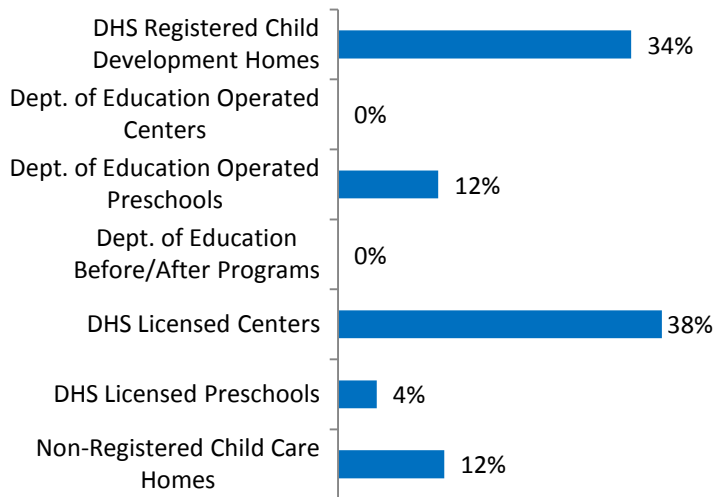 DHS Registered Child
Development Homes
34%
Dept. of Education Operated
Centers
0%
Dept. of Education Operated
Preschools
12%
Dept. of Education
Before/After Programs
0%
DHS Licensed Centers
38%
DHS Licensed Preschools
4%
Non-Registered Child Care
Homes
12%